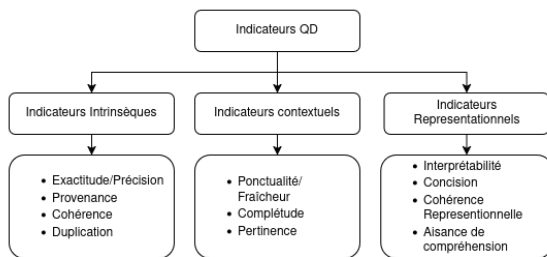 Indicateurs QD
Indicateurs Intrinsèques
Indicateurs contextuels
Indicateurs
Representationnels
• Exactitude/Précision
• Provenance
• Cohérence
• Duplication
• Ponctualité/
Fraîcheur
• Complétude
• Pertinence
• Interprétabilité
• Concision
• Cohérence
Representionnelle
• Aisance de
compréhension